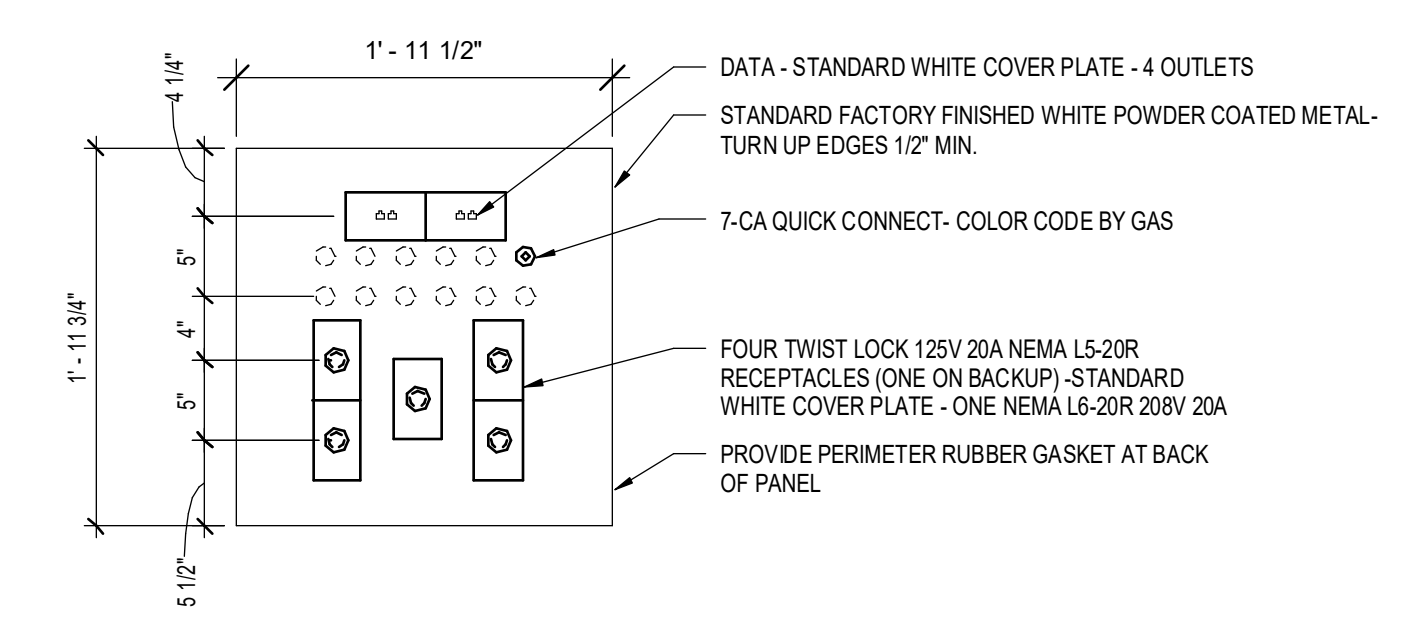 1' - 11 1/2"
4 1/4"
5"
4"
5"
5 1/2"
1' - 11 3/4"
DATA - STANDARD WHITE COVER PLATE - 4 OUTLETS
STANDARD FACTORY FINISHED WHITE POWDER COATED METAL-
TURN UP EDGES 1/2" MIN.
7-CA QUICK CONNECT- COLOR CODE BY GAS
FOUR TWIST LOCK 125V 20A NEMA L5-20R
RECEPTACLES (ONE ON BACKUP) -STANDARD
WHITE COVER PLATE - ONE NEMA L6-20R 208V 20A
PROVIDE PERIMETER RUBBER GASKET AT BACK
OF PANEL